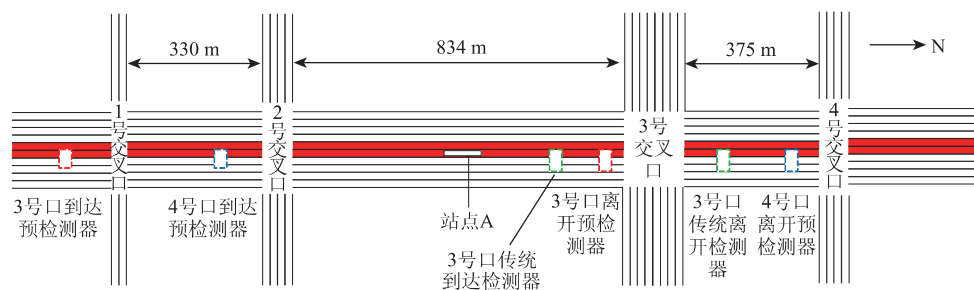 330 m
834 m
375 m
N
1号交叉口
2号交叉口
3号
交叉
口
4号交叉口
3号口到达
预检测器
4号口到达
预检测器
站点A
3号口传统
到达检测器
3号口离
开预检
测器
3号口
传统离
开检测
器
4号口
离开预
检测器